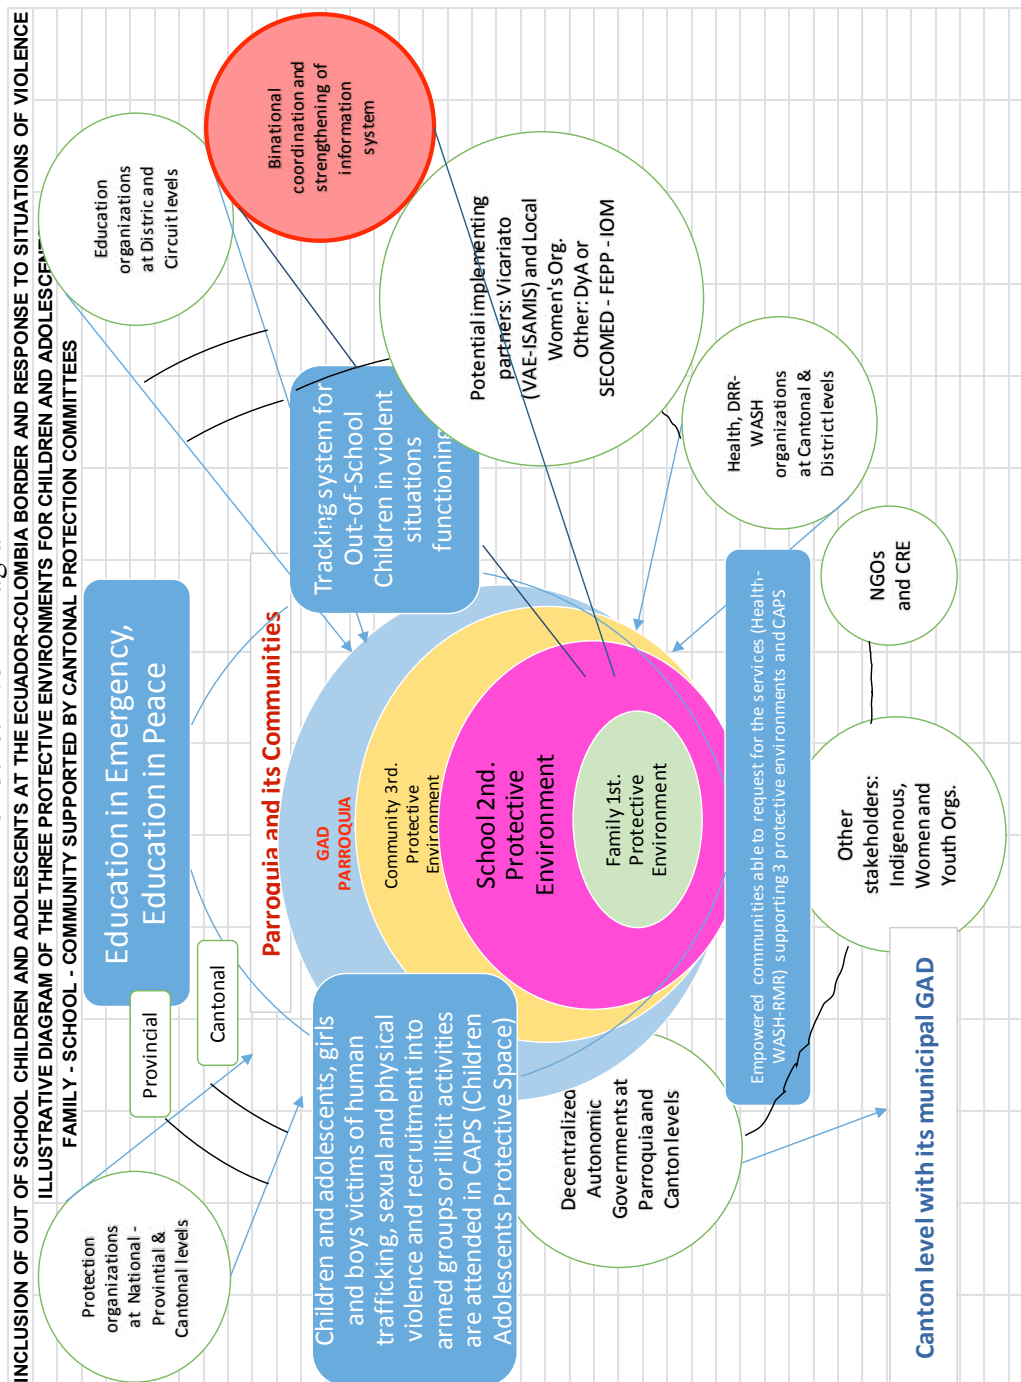 INCLUSION OF OUT OF SCHOOL CHILDREN AND ADOLESCENTS AT THE ECUADOR-COLOMBIA BORDER AND RESPONSE TO SITUATIONS OF VIOLENCE
ILLUSTRATIVE DIAGRAM OF THE THREE PROTECTIVE ENVIRONMENTS FOR CHILDREN AND ADOLESCEN
FAMILY - SCHOOL - COMMUNITY SUPPORTED BY CANTONAL PROTECTION COMMITTEES
Protection
organizations
at National -
Provintial &
Cantonal levels
Provincial
Cantonal
Education in Emergency,
Education in Peace
Education
organizations
at Distric and
Circuit levels
Binational
coordination and
strengthening of
information
system
Parroquia and its Communities
GAD
PARROQUIA
Community 3rd.
Protective
Environment
School 2nd.
Protective
Environment
Family 1st.
Protective
Environment
Tracking system for
Out-of-School
Children in violent
situations
functioning
Potential implementing
partners: Vicariato
(VAE-ISAMIS) and Local
Women's Org.
Other: DyA or
SECOMED - FEPP - IOM
Children and adolescents, girls
and boys victims of human
trafficking, sexual and physical
violence and recruitment into
armed groups or illicit activities
are attended in CAPS (Children
Adolescents Protective Space)
Decentralized
Autonomic
Governments at
Parroquia and
Canton levels
Health, DRR-
WASH
organizations
at Cantonal &
District levels
Empowered communities able to request for the services (Health-
WASH-RMR) supporting 3 protective environments and CAPS
NGOs
and CRE
Other
stakeholders:
Indigenous,
Women and
Youth Orgs.
Canton level with its municipal GAD